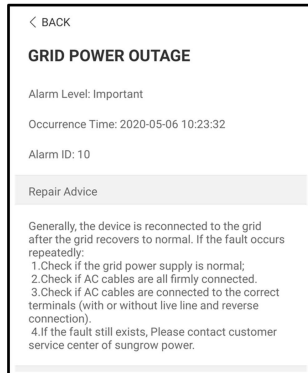 < BACK
GRID POWER OUTAGE
Alarm Level: Important
Occurrence Time: 2020-05-06 10:23:32
Alarm ID: 10
Repair Advice
Generally, the device is reconnected to the grid
after the grid recovers to normal. If the fault occurs
repeatedly:
1.Check if the grid power supply is normal;
2.Check if AC cables are all firmly connected.
3.Check if AC cables are connected to the correct
terminals (with or without live line and reverse
connection).
4.If the fault still exists, Please contact customer
service center of sungrow power.